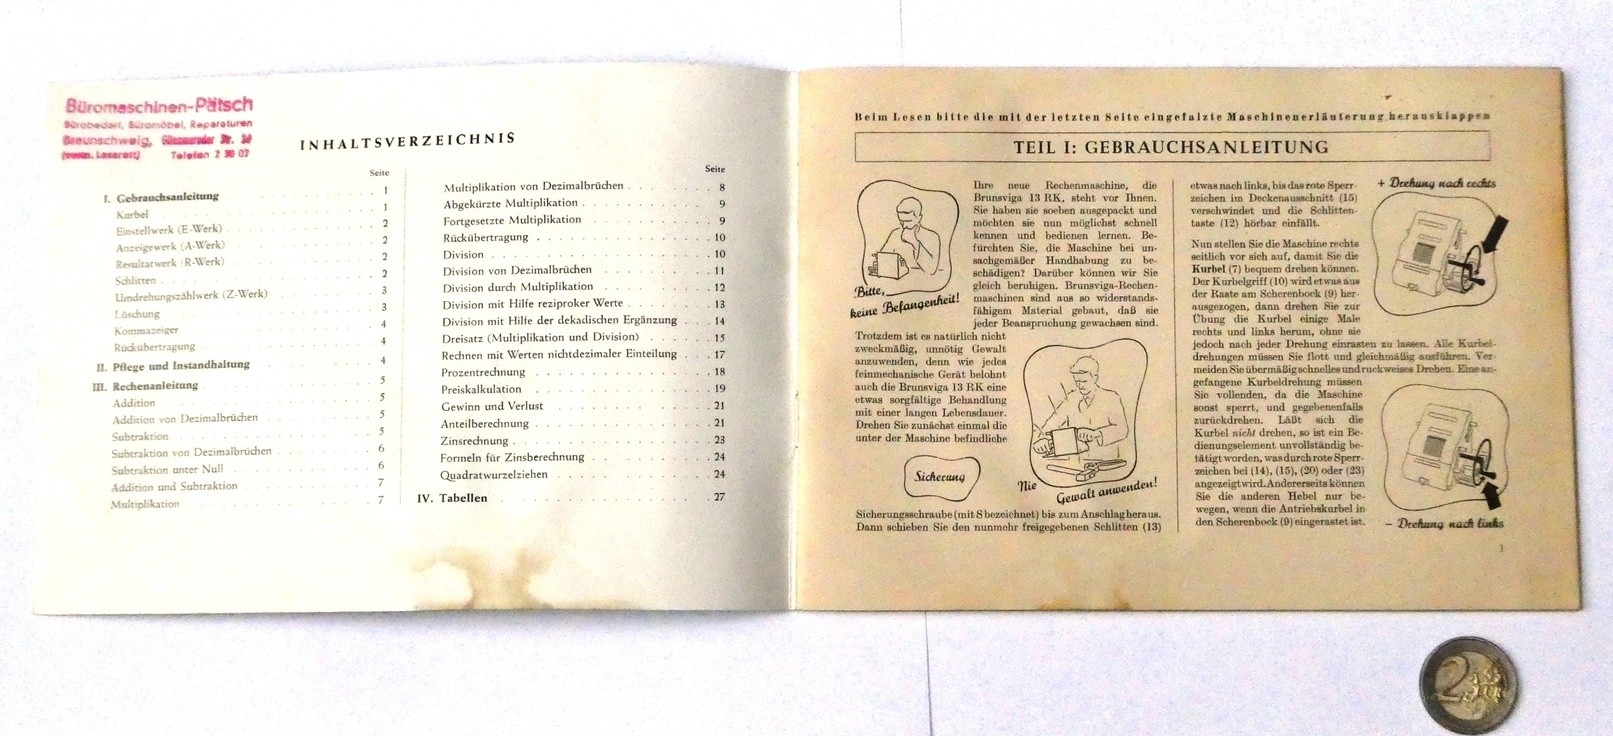 Büromaschinen-Pätsch
Bürobedarf, Büromöbel, Reparaturen
Braunschweig,
Telefon 2
INHALTSVERZEICHNIS
Seite
I. Gebrauchsanleitung 1
Kurbel 1
Einstellwerk (E-Werk) 2
Anzeigewerk (A-Werk) 2
Resultatwerk (R-Werk) 2
Schlitten 2
Umdrehungszählwerk (Z-Werk) 3
Löschung 3
Kommazeiger 4
Rückübertragung 4
II. Pflege und Instandhaltung 4
III. Rechenanleitung 5
Addition 5
Addition von Dezimalbrüchen 5
Subtraktion 5
Subtraktion von Dezimalbrüchen 6
Subtraktion unter Null 6
Addition und Subtraktion 7
Multiplikation 7
Seite
Multiplikation von Dezimalbrüchen 8
Abgekürzte Multiplikation 9
Fortgesetzte Multiplikation 9
Rückübertragung 10
Division 10
Division von Dezimalbrüchen 11
Division durch Multiplikation 12
Division mit Hilfe reziproker Werte 13
Division mit Hilfe der dekadischen Ergänzung 14
Dreisatz (Multiplikation und Division) 15
Rechnen mit Werten nichtdezimaler Einteilung 17
Prozentrechnung 18
Preiskalkulation 19
Gewinn und Verlust 21
Anteilberechnung 21
Zinsrechnung 23
Formeln für Zinsberechnung 24
Quadratwurzelziehen 24
IV. Tabellen 27
Beim Lesen bitte die mit der letzten Seite eingefalzte Maschinenerläuterung herausklappen
TEIL I: GEBRAUCHSANLEITUNG
Bitte,
keine Befangenheit!
Ihre neue Rechenmaschine, die
Brunsviga 13 RK, steht vor Ihnen.
Sie haben sie soeben ausgepackt und
möchten sie nun möglichst schnell
kennen und bedienen lernen. Be-
fürchten Sie, die Maschine bei un-
sachgemäßer Handhabung zu be-
schädigen? Darüber können wir Sie
gleich beruhigen. Brunsviga-Rechen-
maschinen sind aus so widerstands-
fähigem Material gebaut, daß sie
jeder Beanspruchung gewachsen sind.
Trotzdem ist es natürlich nicht
zweckmäßig, unnötig Gewalt
anzuwenden, denn wie jedes
feinmechanische Gerät belohnt
auch die Brunsviga 13 RK eine
etwas sorgfältige Behandlung
mit einer langen Lebensdauer.
Drehen Sie zunächst einmal die
unter der Maschine befindliche
Sicherung
Nie
Gewalt anwenden!
Sicherungsschraube (mit S bezeichnet) bis zum Anschlag heraus.
Dann schieben Sie den nunmehr freigegebenen Schlitten (13)
etwas nach links, bis das rote Sperr-
zeichen im Deckenausschnitt (15)
verschwindet und die Schlitten-
taste (12) hörbar einfällt.
Nun stellen Sie die Maschine rechts
seitlich vor sich auf, damit Sie die
Kurbel (7) bequem drehen können.
Der Kurbelgriff (10) wird etwas aus
der Raste am Scherenbock (9) her-
ausgezogen, dann drehen Sie zur
Übung die Kurbel einige Male
rechts und links herum, ohne sie
jedoch nach jeder Drehung einrasten zu lassen. Alle Kurbel-
drehungen müssen Sie flott und gleichmäßig ausführen. Ver-
meiden Sie übermäßig schnelles und ruckweises Drehen. Eine an-
gefangene Kurbeldrehung müssen
Sie vollenden, da die Maschine
sonst sperrt, und gegebenenfalls
zurückdrehen. Läßt sich die
Kurbel nicht drehen, so ist ein Be-
dienungselement unvollständig be-
tätigt worden, was durch rote Sperr-
zeichen bei (14), (15), (20) oder (23)
angezeigt wird. Andererseits können
Sie die anderen Hebel nur be-
wegen, wenn die Antriebskurbel in
den Scherenbock (9) eingerastet ist.
+ Drehung nach rechts
– Drehung nach links
1
2